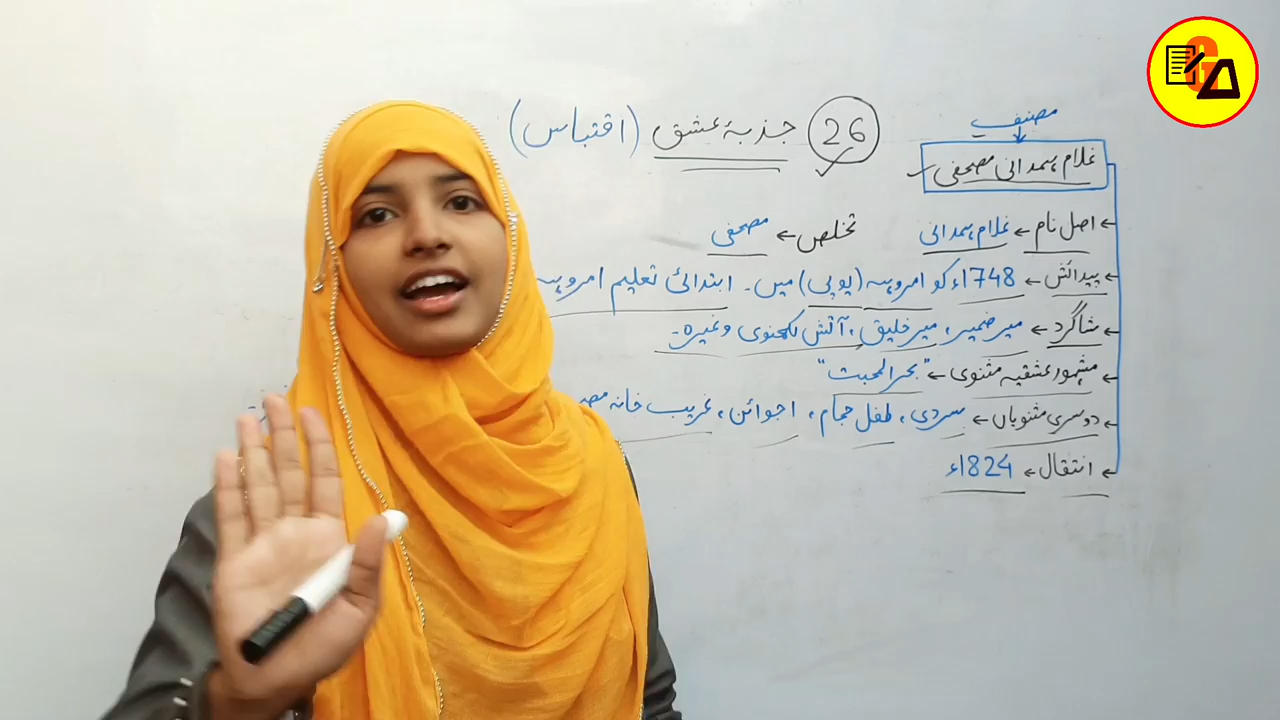 26 جذبۂ عشق (اقتباس)
مصنف
غلام ہمدانی مصحفی
اصل نام ← غلام ہمدانی تخلص ← مصحفی
پیدائش ← 1748ء کو امروہہ (یوپی) میں۔ ابتدائی تعلیم امروہہ
شاگرد ← میر ضمیر، میر خلیق، آتش لکھنوی وغیرہ۔
مشہور عشقیہ مثنوی ← "بحر المحبت"
دوسری مثنویاں ← سردی، طفل حجام، اجوائن، غریب خانہ
انتقال ← 1824ء